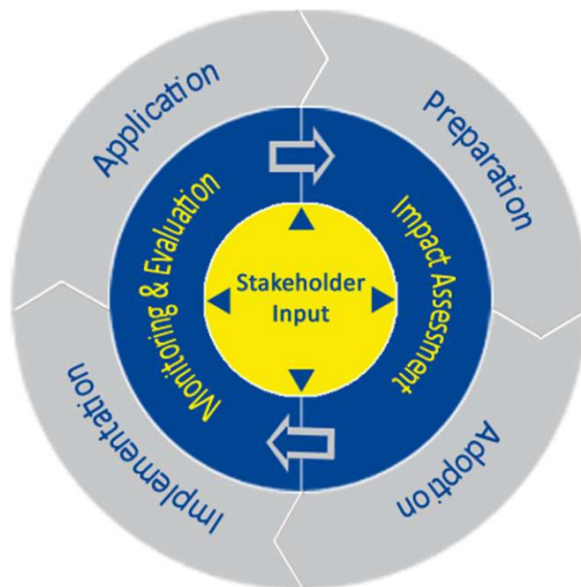 Application
Preparation
Monitoring & Evaluation
Impact Assessment
Stakeholder
Input
Implementation
Adoption